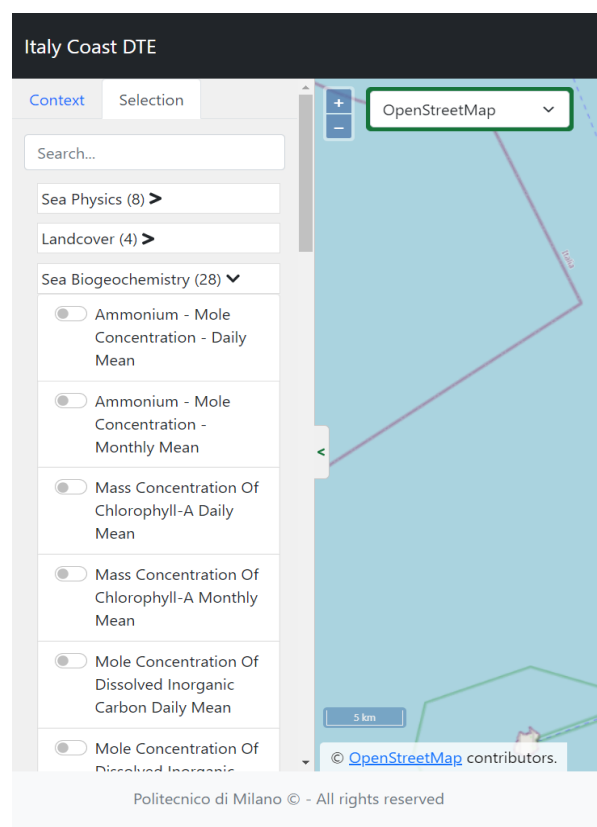 Italy Coast DTE
Context
Selection
Search...
Sea Physics (8) >
Landcover (4) >
Sea Biogeochemistry (28)
Ammonium - Mole
Concentration - Daily
Mean
Ammonium - Mole
Concentration -
Monthly Mean
Mass Concentration Of
Chlorophyll-A Daily
Mean
Mass Concentration Of
Chlorophyll-A Monthly
Mean
Mole Concentration Of
Dissolved Inorganic
Carbon Daily Mean
Mole Concentration Of
Dissolved Inorganic
+
−
OpenStreetMap
Italia
<
5 km
© OpenStreetMap contributors.
Politecnico di Milano © - All rights reserved